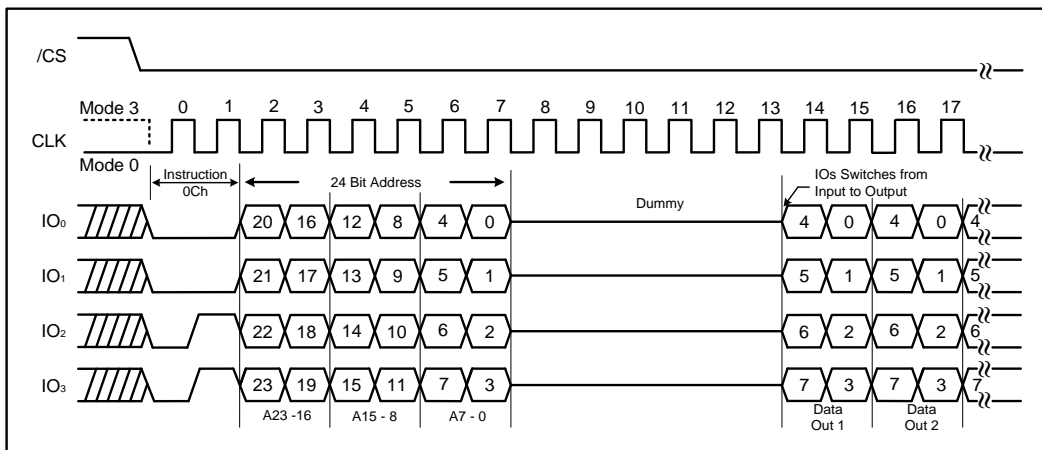 /CS
Mode 3 0 1 2 3 4 5 6 7 8 9 10 11 12 13 14 15 16 17
CLK
Mode 0
Instruction
0Ch
24 Bit Address
IOs Switches from
Input to Output
Dummy
IO0 20 16 12 8 4 0 4 0 4 0 4
IO1 21 17 13 9 5 1 5 1 5 1 5
IO2 22 18 14 10 6 2 6 2 6 2 6
IO3 23 19 15 11 7 3 7 3 7 3 7
A23 -16 A15 - 8 A7 - 0
Data
Out 1
Data
Out 2